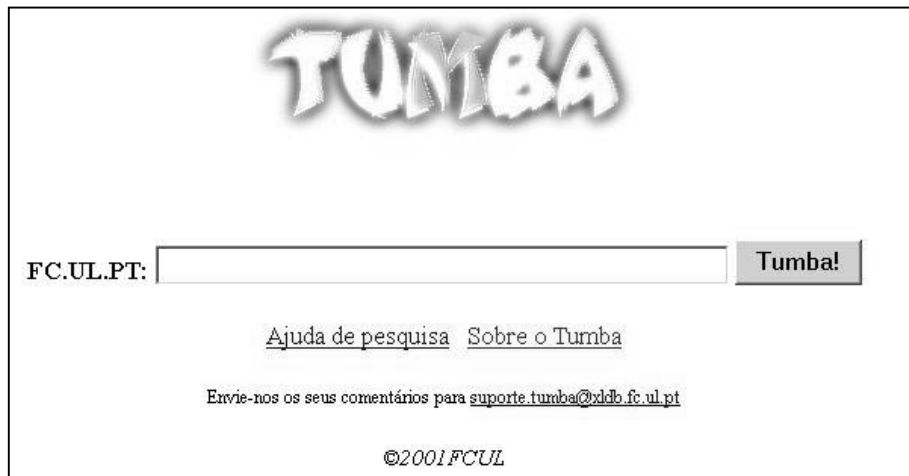 TUMBA
FC.UL.PT: Tumba!
Ajuda de pesquisa Sobre o Tumba
Envie-nos os seus comentários para suporte.tumba@xldb.fc.ul.pt
©2001FCUL